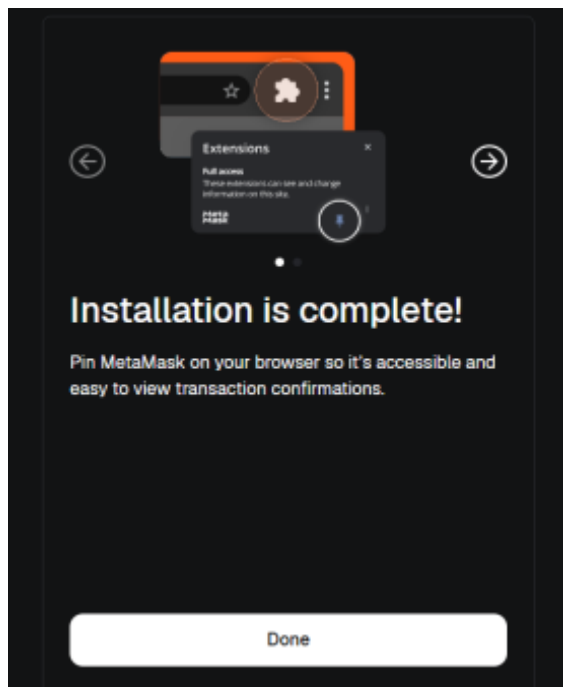 Extensions
Full access
These extensions can see and change
information on this site.
Meta
Mask
Installation is complete!
Pin MetaMask on your browser so it's accessible and
easy to view transaction confirmations.
Done